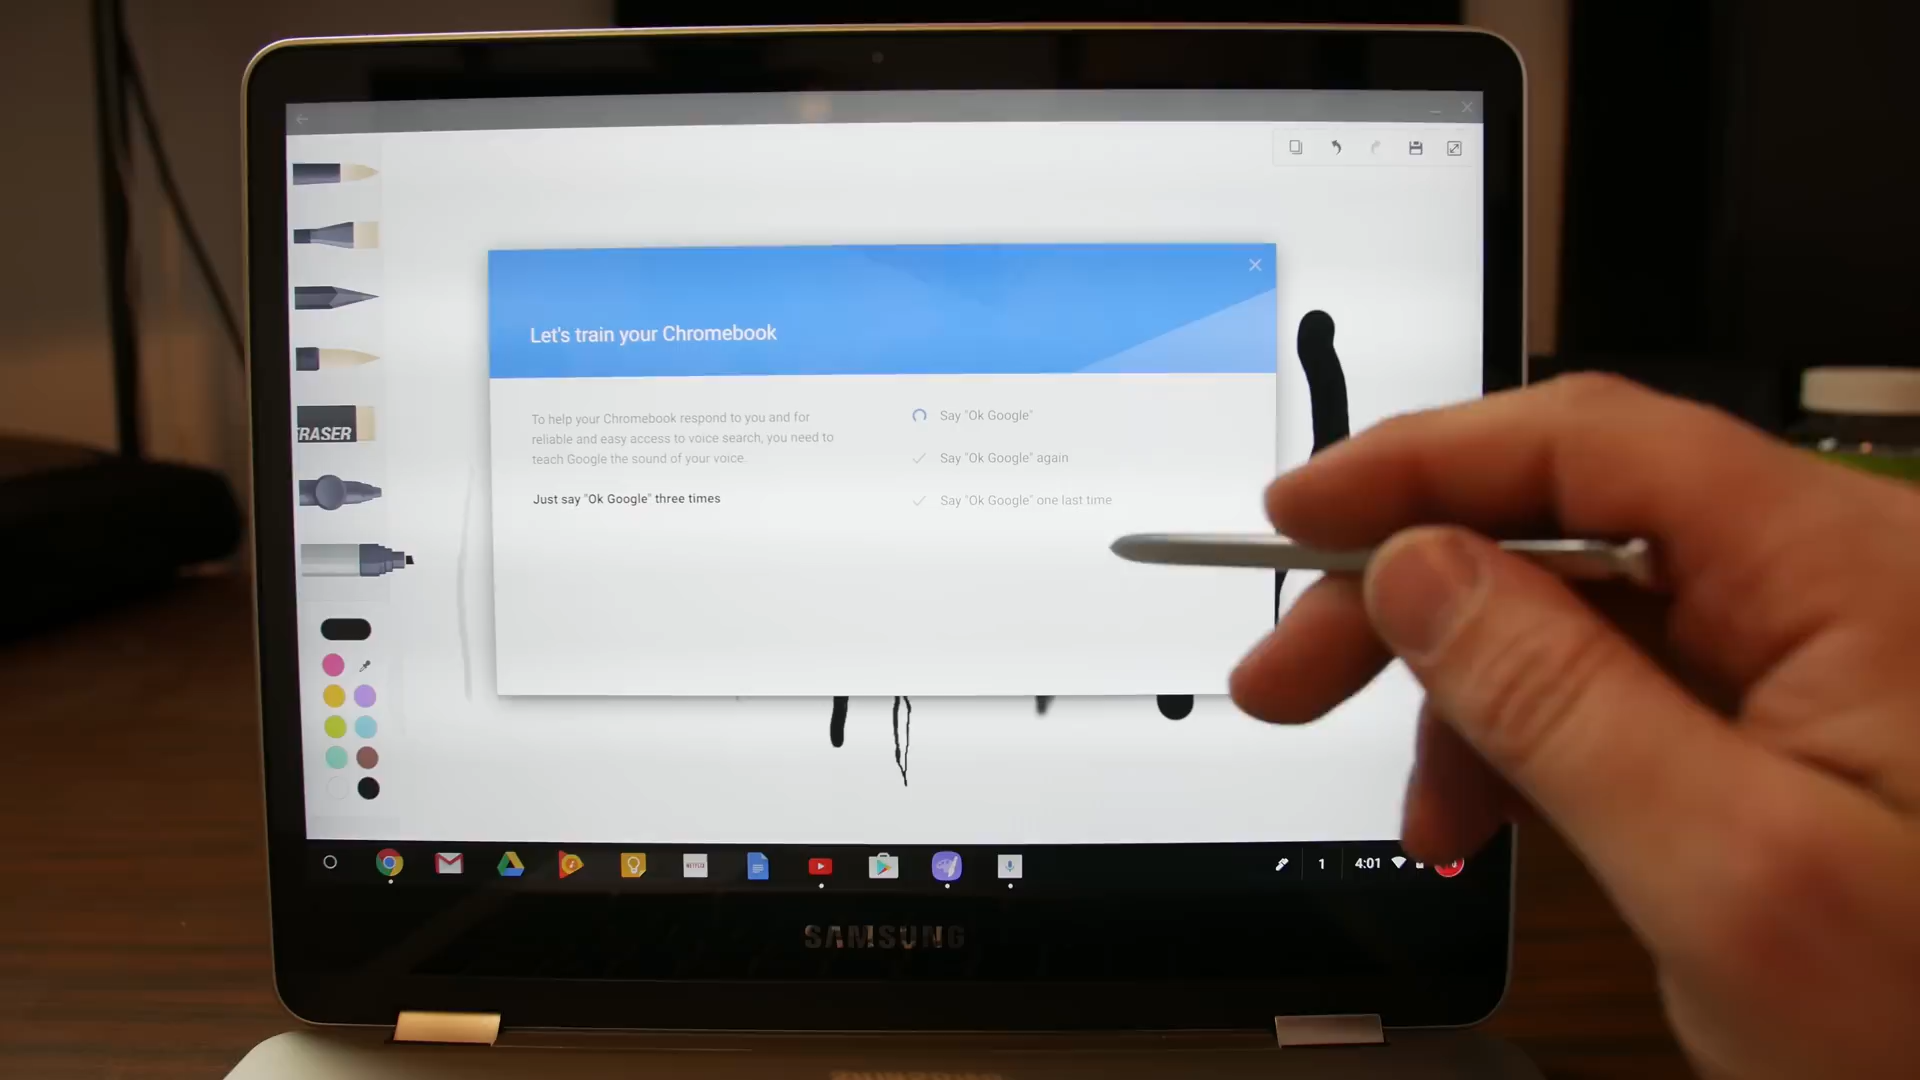 Let's train your Chromebook
To help your Chromebook respond to you and for
reliable and easy access to voice search, you need to
teach Google the sound of your voice.
Just say "Ok Google" three times
Say "Ok Google"
Say "Ok Google" again
Say "Ok Google" one last time
ERASER
NETFLIX
1
4:01
SAMSUNG